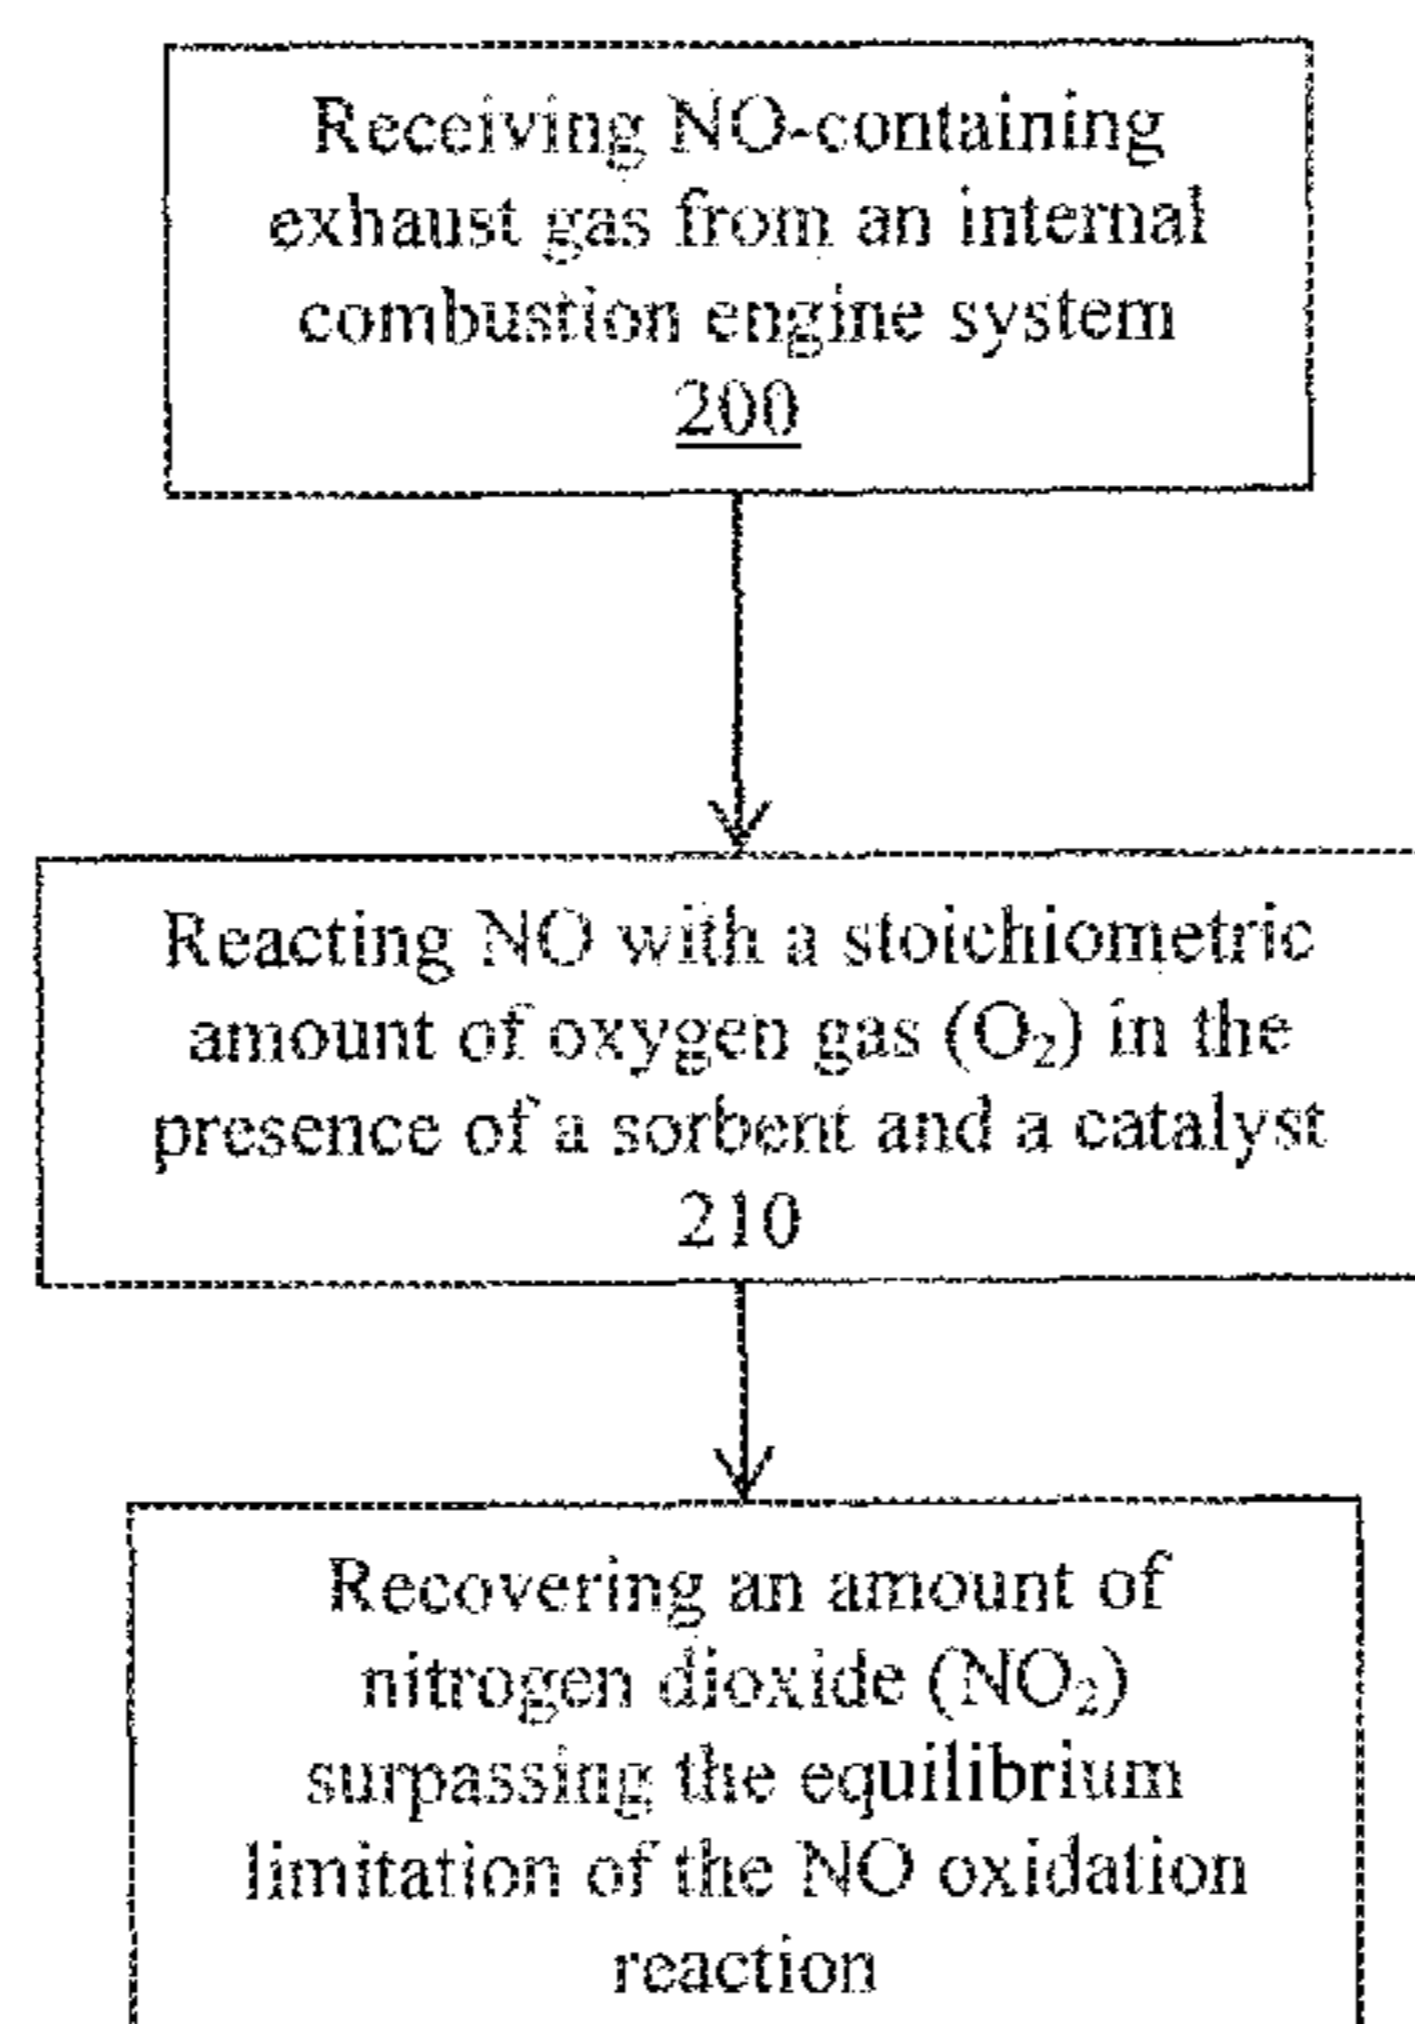 Receiving NO-containing
exhaust gas from an internal
combustion engine system
200
Reacting NO with a stoichiometric
amount of oxygen gas (O₂) in the
presence of a sorbent and a catalyst
210
Recovering an amount of
nitrogen dioxide (NO₂)
surpassing the equilibrium
limitation of the NO oxidation
reaction